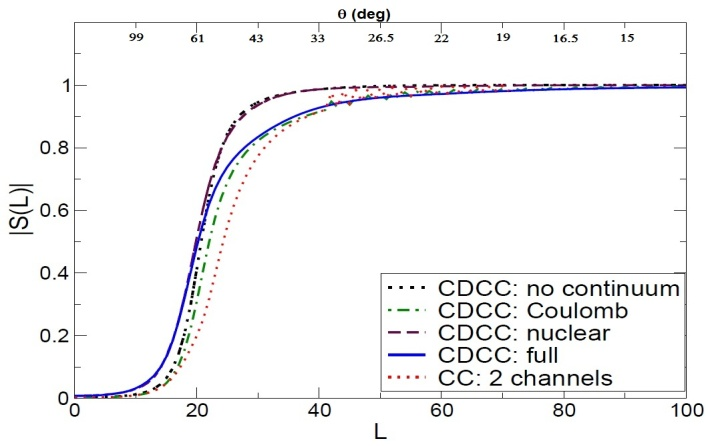 θ (deg)
99 61 43 33 26.5 22 19 16.5 15
1
0.8
0.6
0.4
0.2
0
|S(L)|
CDCC: no continuum
CDCC: Coulomb
CDCC: nuclear
CDCC: full
CC: 2 channels
0 20 40 60 80 100
L